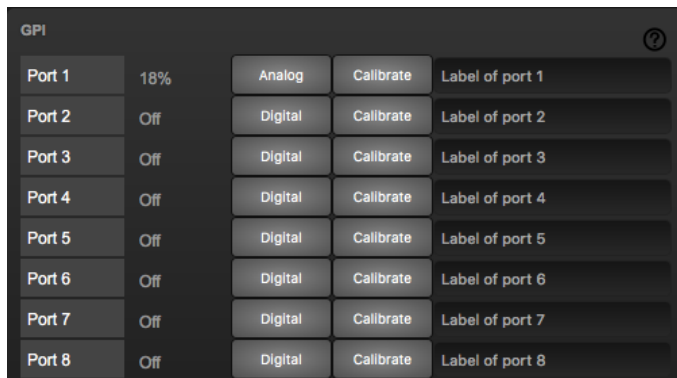 GPI
?
Port 1 18% Analog Calibrate Label of port 1
Port 2 Off Digital Calibrate Label of port 2
Port 3 Off Digital Calibrate Label of port 3
Port 4 Off Digital Calibrate Label of port 4
Port 5 Off Digital Calibrate Label of port 5
Port 6 Off Digital Calibrate Label of port 6
Port 7 Off Digital Calibrate Label of port 7
Port 8 Off Digital Calibrate Label of port 8